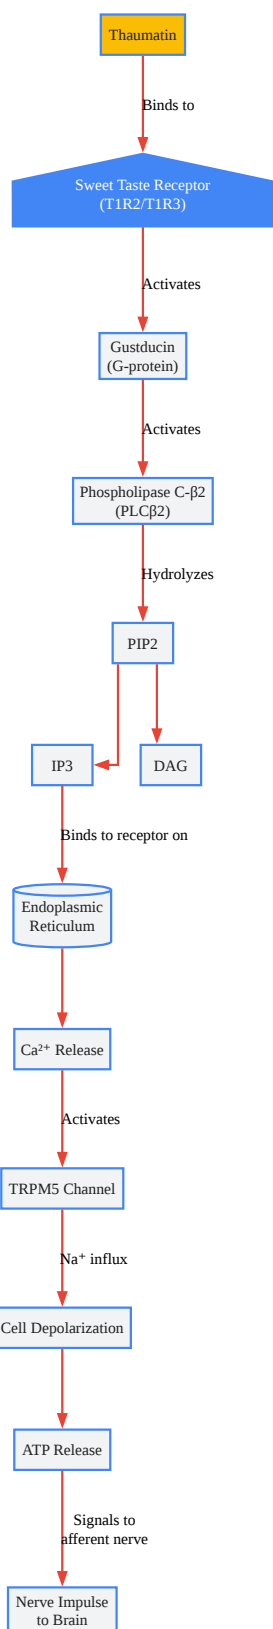 Thaumatin
Binds to
Sweet Taste Receptor
(T1R2/T1R3)
Activates
Gustducin
(G-protein)
Activates
Phospholipase C-β2
(PLCβ2)
Hydrolyzes
PIP2
IP3
DAG
Binds to receptor on
Endoplasmic
Reticulum
Ca²⁺ Release
Activates
TRPM5 Channel
Na⁺ influx
Cell Depolarization
ATP Release
Signals to
afferent nerve
Nerve Impulse
to Brain